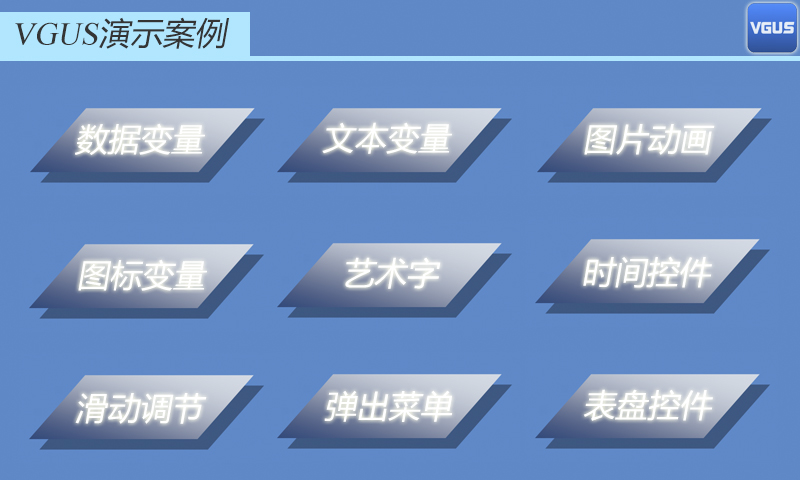 VGUS演示案例
VGUS
数据变量
文本变量
图片动画
图标变量
艺术字
时间控件
滑动调节
弹出菜单
表盘控件